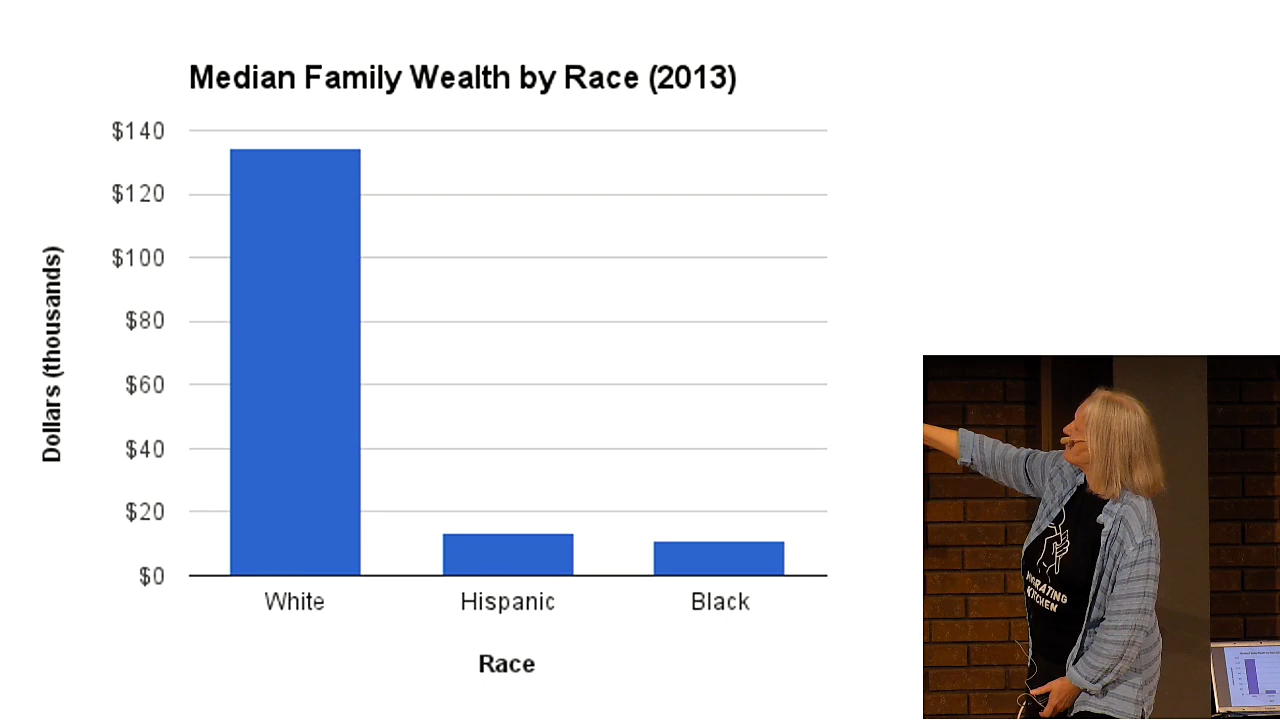 Median Family Wealth by Race (2013)
$140
$120
$100
$80
$60
$40
$20
$0
Dollars (thousands)
White Hispanic Black
Race
KITCHEN